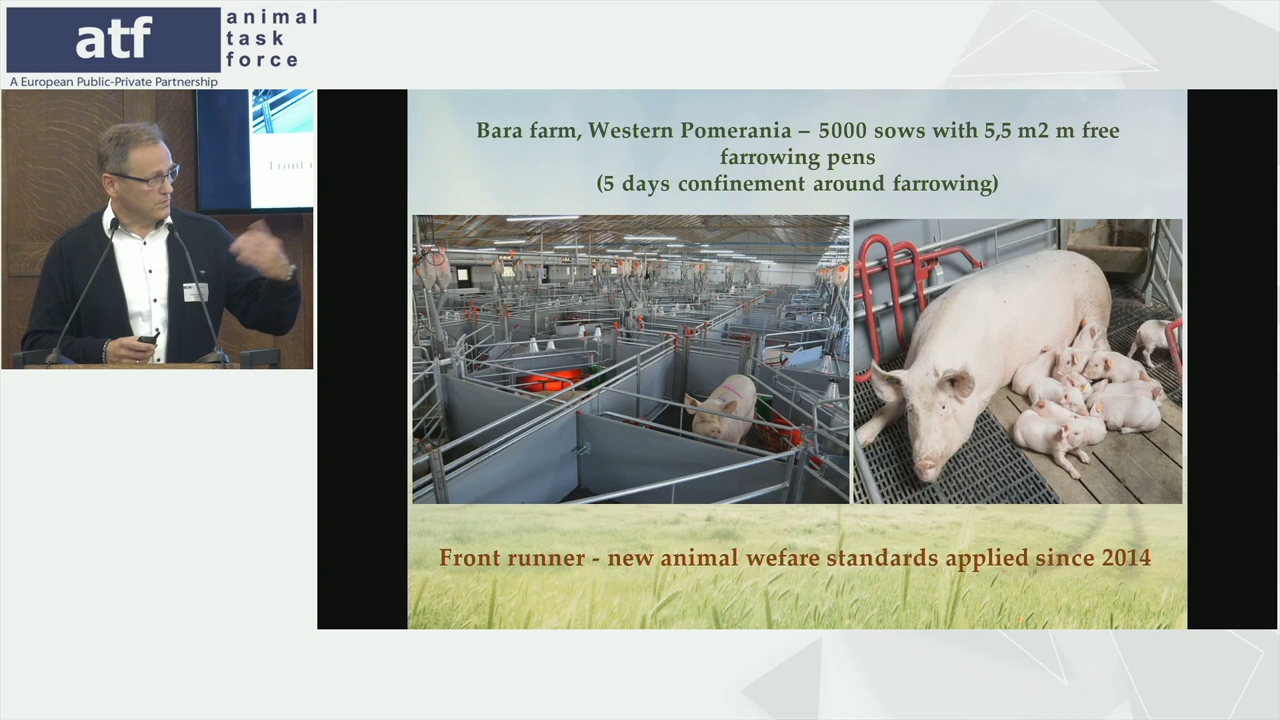 atf
animal
task
force
A European Public-Private Partnership
Front
Bara farm, Western Pomerania – 5000 sows with 5,5 m2 m free
farrowing pens
(5 days confinement around farrowing)
Front runner - new animal wefare standards applied since 2014